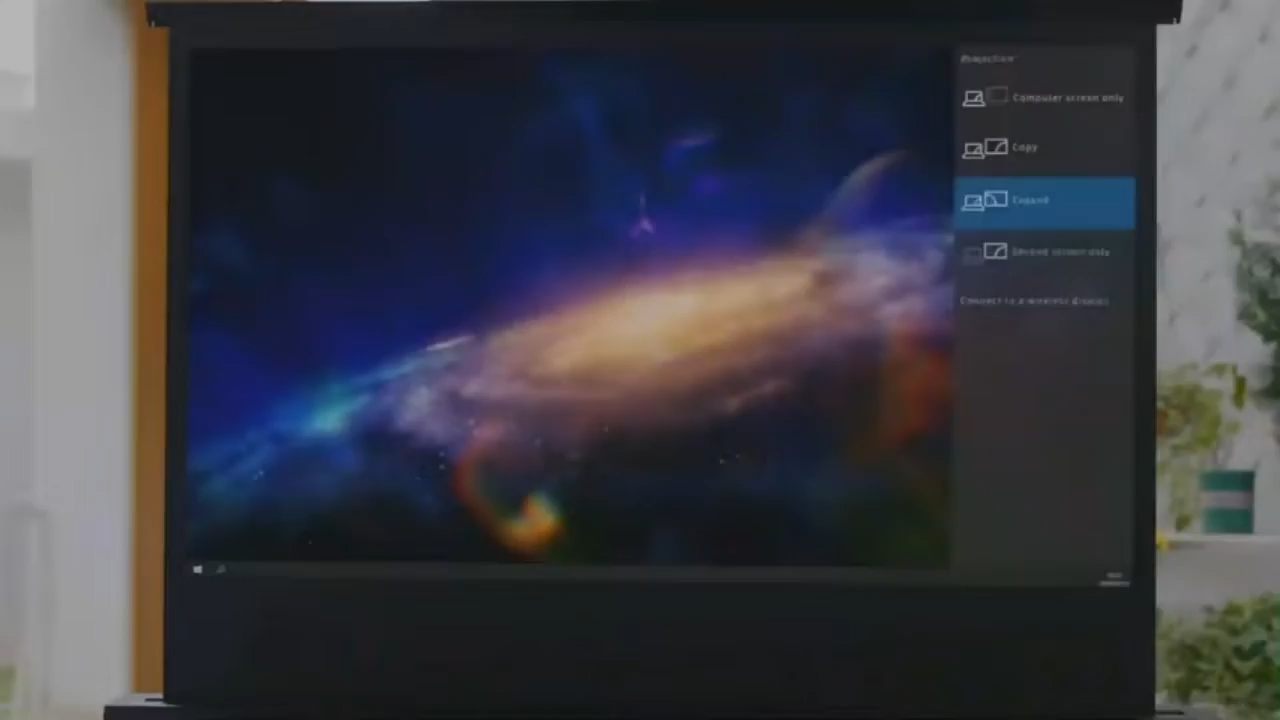 Projection
Computer screen only
Copy
Expand
Second screen only
Connect to a wireless display